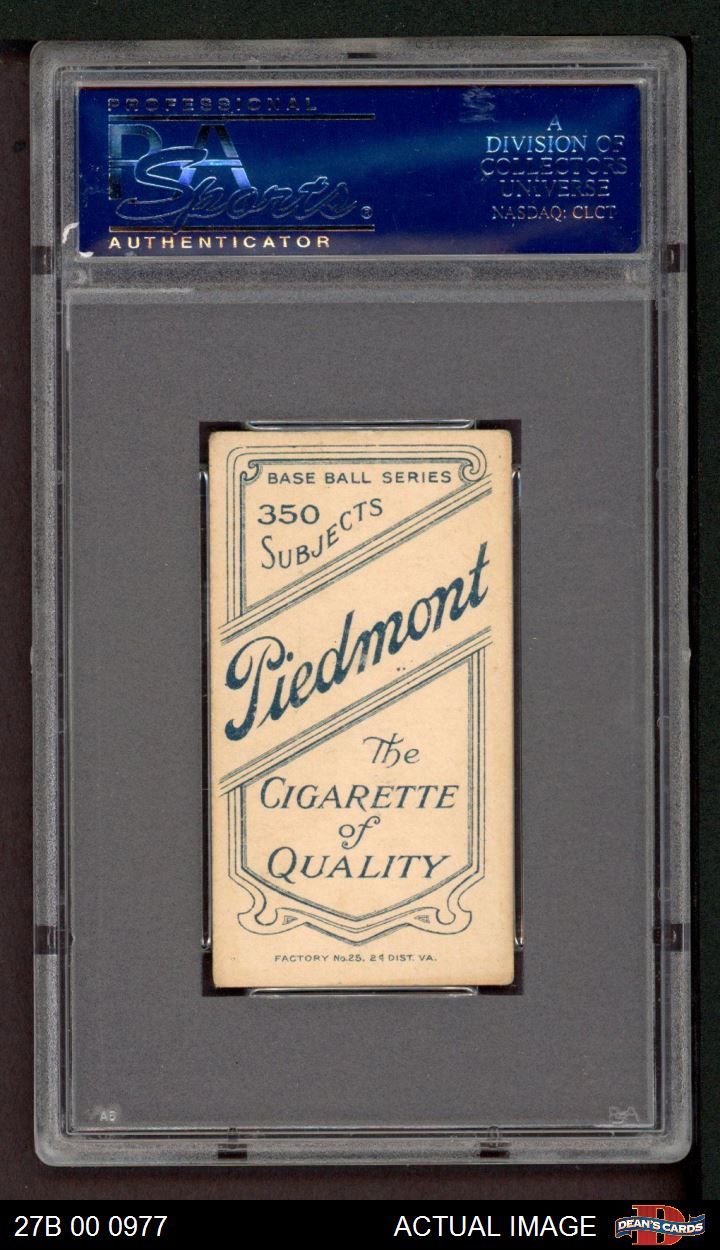 PROFESSIONAL
PSA
Sports®
AUTHENTICATOR
A
DIVISION OF
COLLECTORS
UNIVERSE
NASDAQ: CLCT
BASE BALL SERIES
350
SUBJECTS
Piedmont
The
CIGARETTE
of
QUALITY
FACTORY No. 25, 2d DIST. VA.
PSA
27B 00 0977
ACTUAL IMAGE
D
DEAN'S CARDS